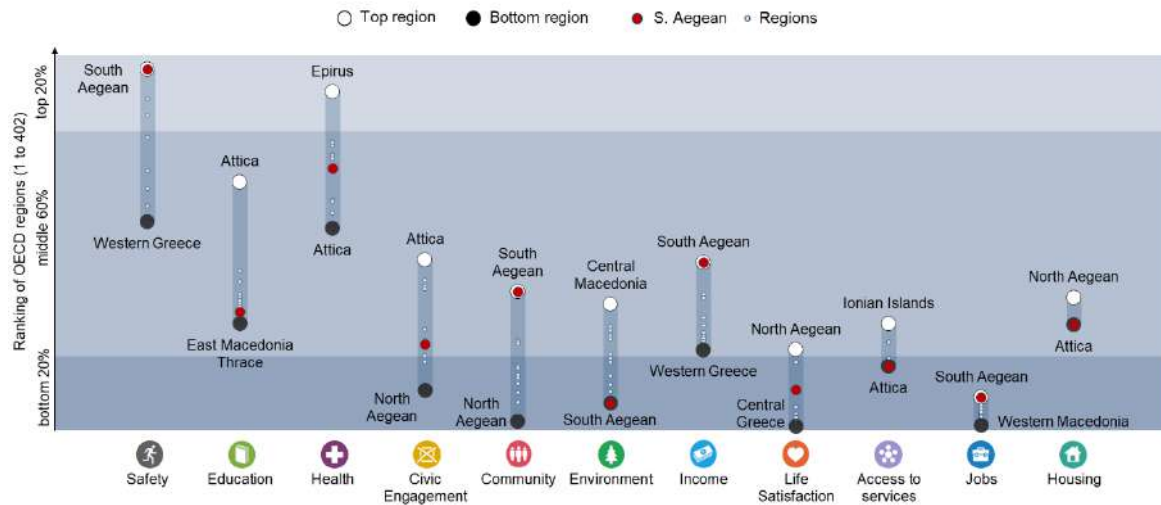 Top region
Bottom region
S. Aegean
Regions
Ranking of OECD regions (1 to 402)
top 20%
middle 60%
bottom 20%
South
Aegean
Western Greece
Attica
East Macedonia
Thrace
Epirus
Attica
Attica
North
Aegean
South
Aegean
North
Aegean
Central
Macedonia
South Aegean
South Aegean
Western Greece
North Aegean
Central
Greece
Ionian Islands
Attica
South Aegean
Western Macedonia
North Aegean
Attica
Safety
Education
Health
Civic
Engagement
Community
Environment
Income
Life
Satisfaction
Access to
services
Jobs
Housing